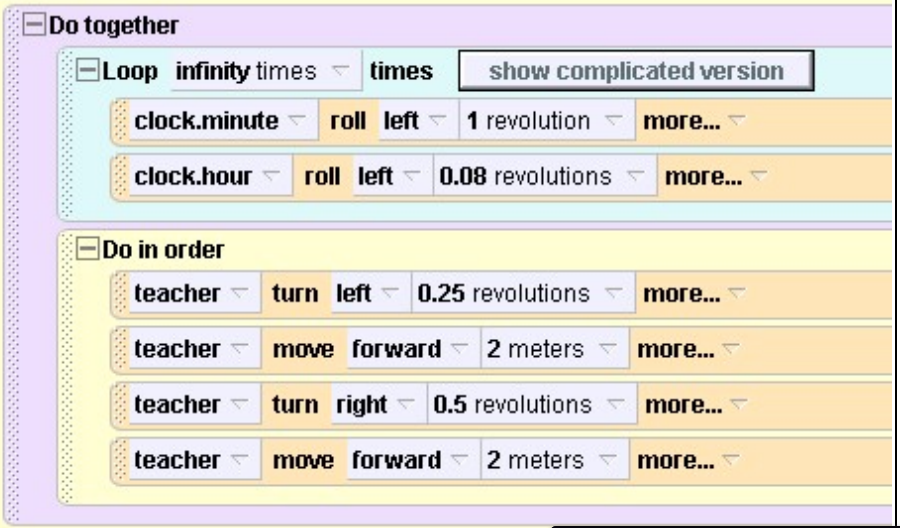 Do together
Loop infinity times times show complicated version
clock.minute roll left 1 revolution more...
clock.hour roll left 0.08 revolutions more...
Do in order
teacher turn left 0.25 revolutions more...
teacher move forward 2 meters more...
teacher turn right 0.5 revolutions more...
teacher move forward 2 meters more...